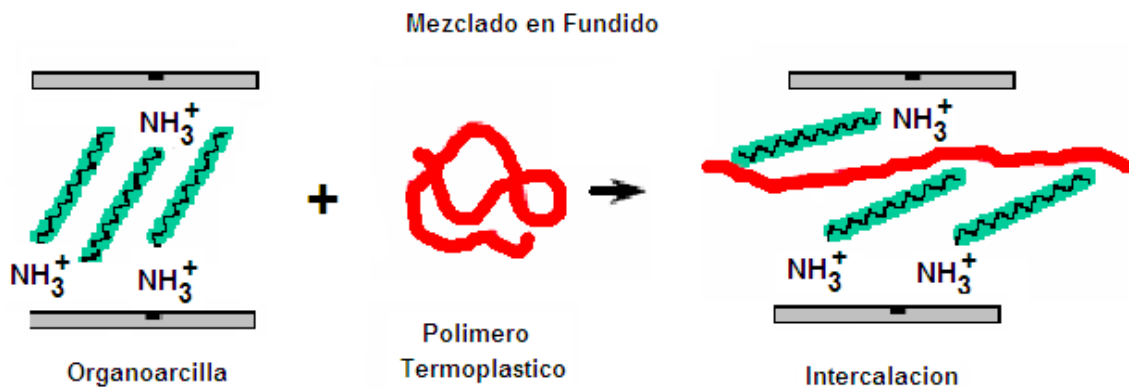 Mezclado en Fundido
NH3+
NH3+
NH3+
+
NH3+
NH3+
NH3+
Polimero
Termoplastico
Organoarcilla
Intercalacion